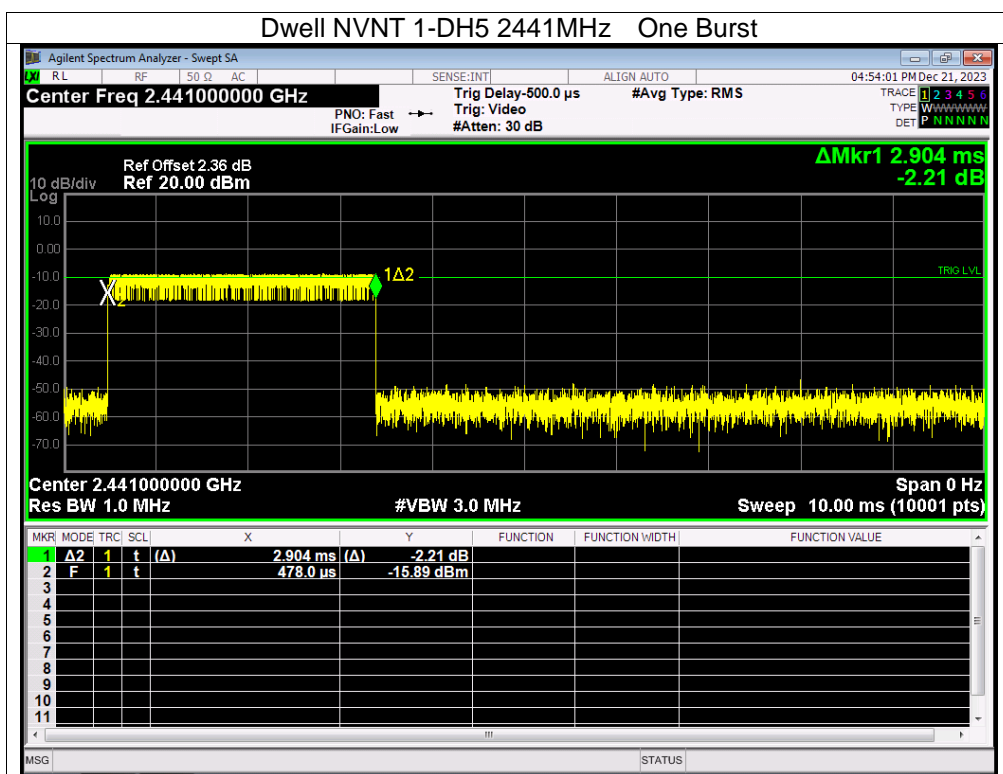 Dwell NVNT 1-DH5 2441MHz One Burst
Agilent Spectrum Analyzer - Swept SA
LXI RL RF 50 Ω AC SENSE:INT ALIGN AUTO 04:54:01 PM Dec 21, 2023
Center Freq 2.441000000 GHz Trig Delay-500.0 µs #Avg Type: RMS TRACE 1 2 3 4 5 6
PNO: Fast Trig: Video TYPE WWWWWW
IFGain:Low #Atten: 30 dB DET P N N N N N
ΔMkr1 2.904 ms
-2.21 dB
Ref Offset 2.36 dB
10 dB/div Ref 20.00 dBm
Log
10.0
0.00
-10.0
1Δ2
TRIG LVL
X2
-20.0
-30.0
-40.0
-50.0
-60.0
-70.0
Center 2.441000000 GHz Span 0 Hz
Res BW 1.0 MHz #VBW 3.0 MHz Sweep 10.00 ms (10001 pts)
MKR MODE TRC SCL X Y FUNCTION FUNCTION WIDTH FUNCTION VALUE
1 Δ2 1 t (Δ) 2.904 ms (Δ) -2.21 dB
2 F 1 t 478.0 µs -15.89 dBm
3
4
5
6
7
8
9
10
11
MSG STATUS